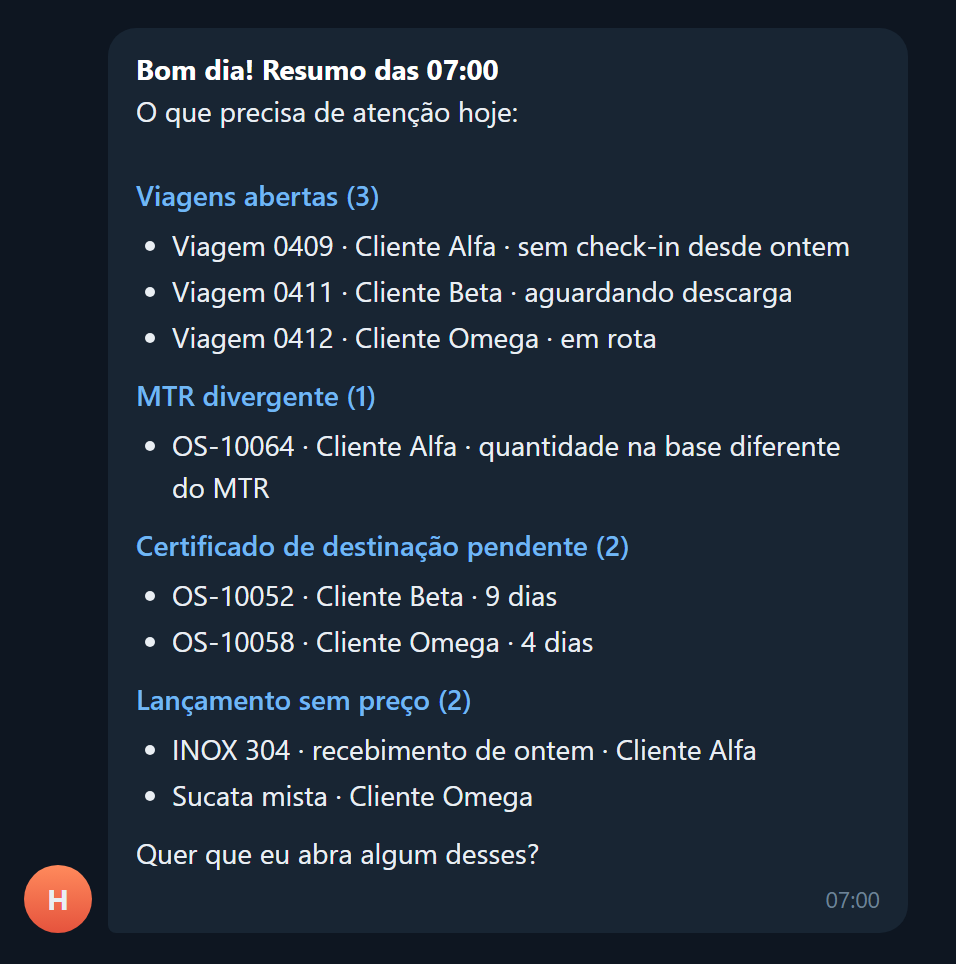 Bom dia! Resumo das 07:00
O que precisa de atenção hoje:
Viagens abertas (3)
• Viagem 0409 · Cliente Alfa · sem check-in desde ontem
• Viagem 0411 · Cliente Beta · aguardando descarga
• Viagem 0412 · Cliente Omega · em rota
MTR divergente (1)
• OS-10064 · Cliente Alfa · quantidade na base diferente
do MTR
Certificado de destinação pendente (2)
• OS-10052 · Cliente Beta · 9 dias
• OS-10058 · Cliente Omega · 4 dias
Lançamento sem preço (2)
• INOX 304 · recebimento de ontem · Cliente Alfa
• Sucata mista · Cliente Omega
Quer que eu abra algum desses?
H
07:00